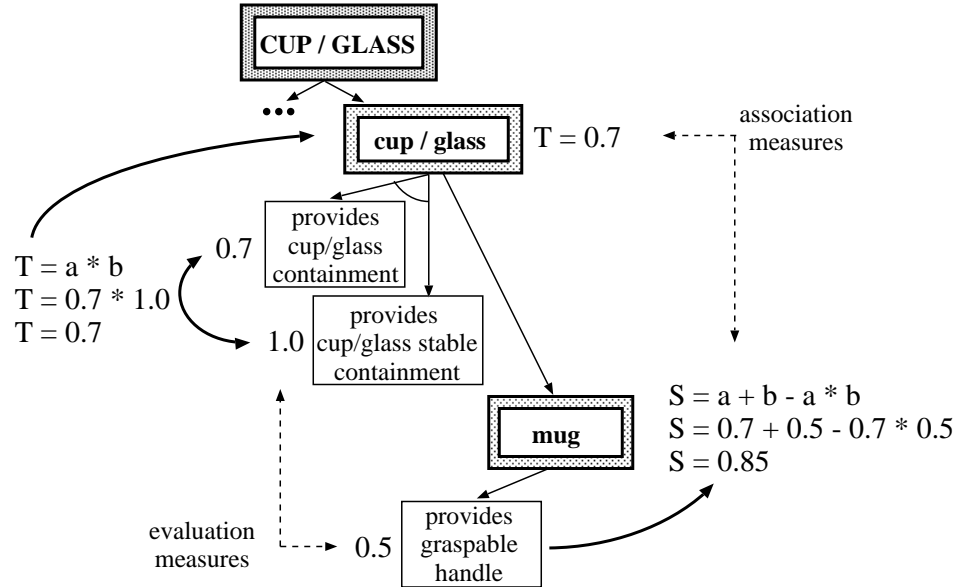 CUP / GLASS
•••
cup / glass
T = 0.7
association
measures
provides
cup/glass
containment
0.7
T = a * b
T = 0.7 * 1.0
T = 0.7
provides
cup/glass stable
containment
1.0
mug
S = a + b - a * b
S = 0.7 + 0.5 - 0.7 * 0.5
S = 0.85
evaluation
measures
0.5
provides
graspable
handle